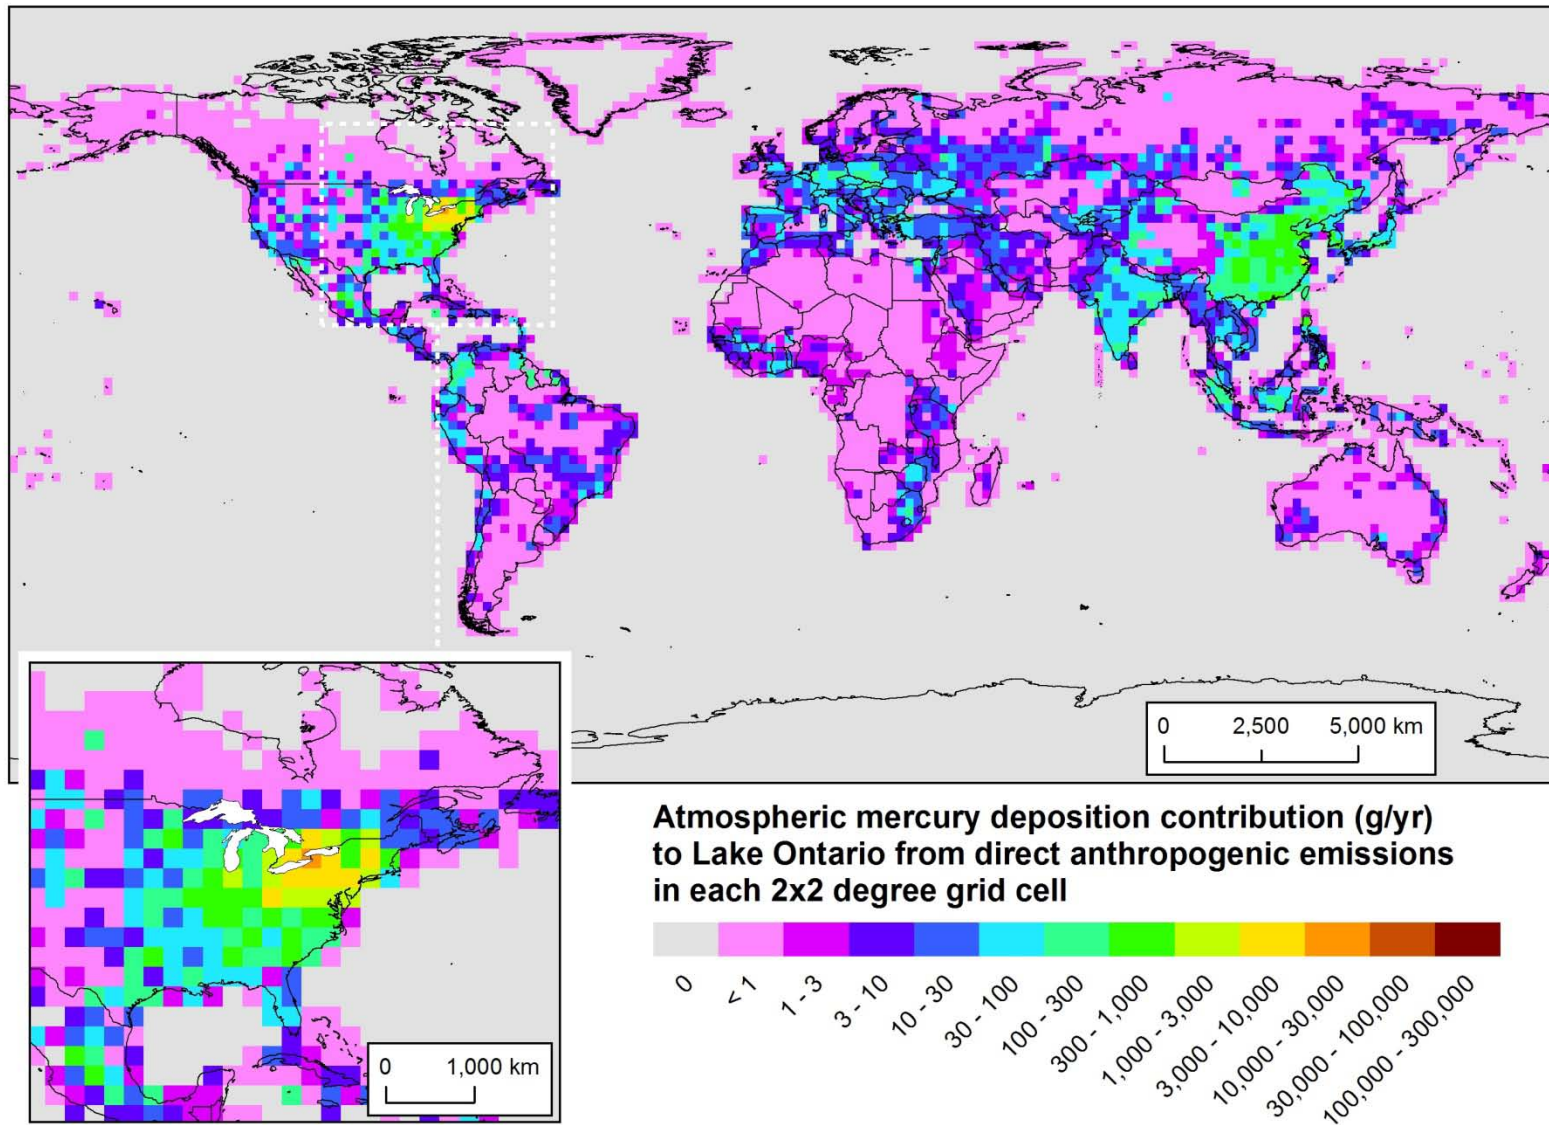 0 2,500 5,000 km
0 1,000 km
Atmospheric mercury deposition contribution (g/yr)
to Lake Ontario from direct anthropogenic emissions
in each 2x2 degree grid cell
0
< 1
1 - 3
3 - 10
10 - 30
30 - 100
100 - 300
300 - 1,000
1,000 - 3,000
3,000 - 10,000
10,000 - 30,000
30,000 - 100,000
100,000 - 300,000